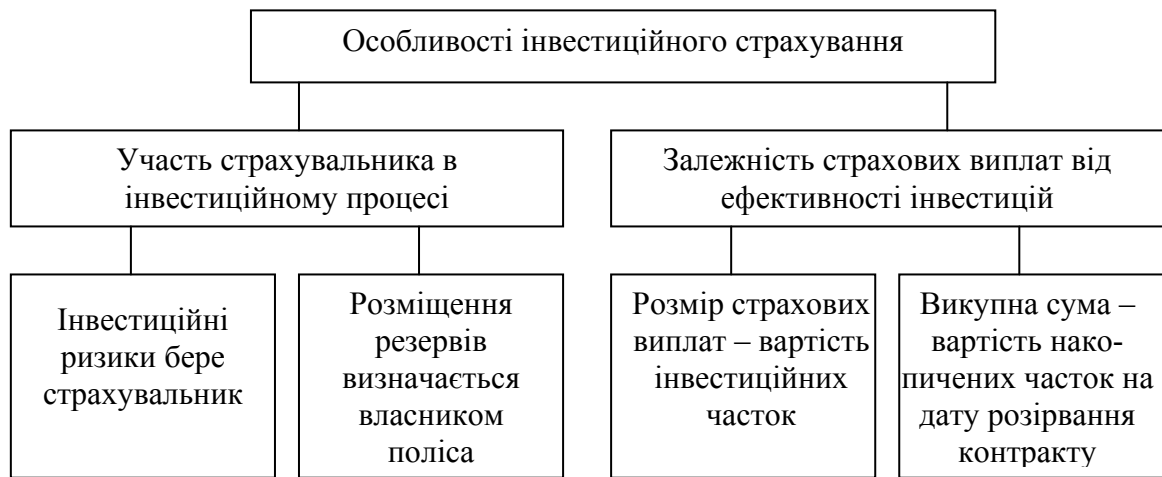 Особливості інвестиційного страхування
Участь страхувальника в
інвестиційному процесі
Залежність страхових виплат від
ефективності інвестицій
Інвестиційні
ризики бере
страхувальник
Розміщення
резервів
визначається
власником
поліса
Розмір страхових
виплат – вартість
інвестиційних
часток
Викупна сума –
вартість нако-
пичених часток на
дату розірвання
контракту